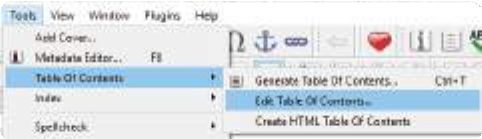 Tools View Window Plugins Help
Add Cover...
Metadata Editor... F8
Table Of Contents
Generate Table Of Contents... Ctrl+T
Index
Edit Table Of Contents...
Create HTML Table Of Contents
Spellcheck